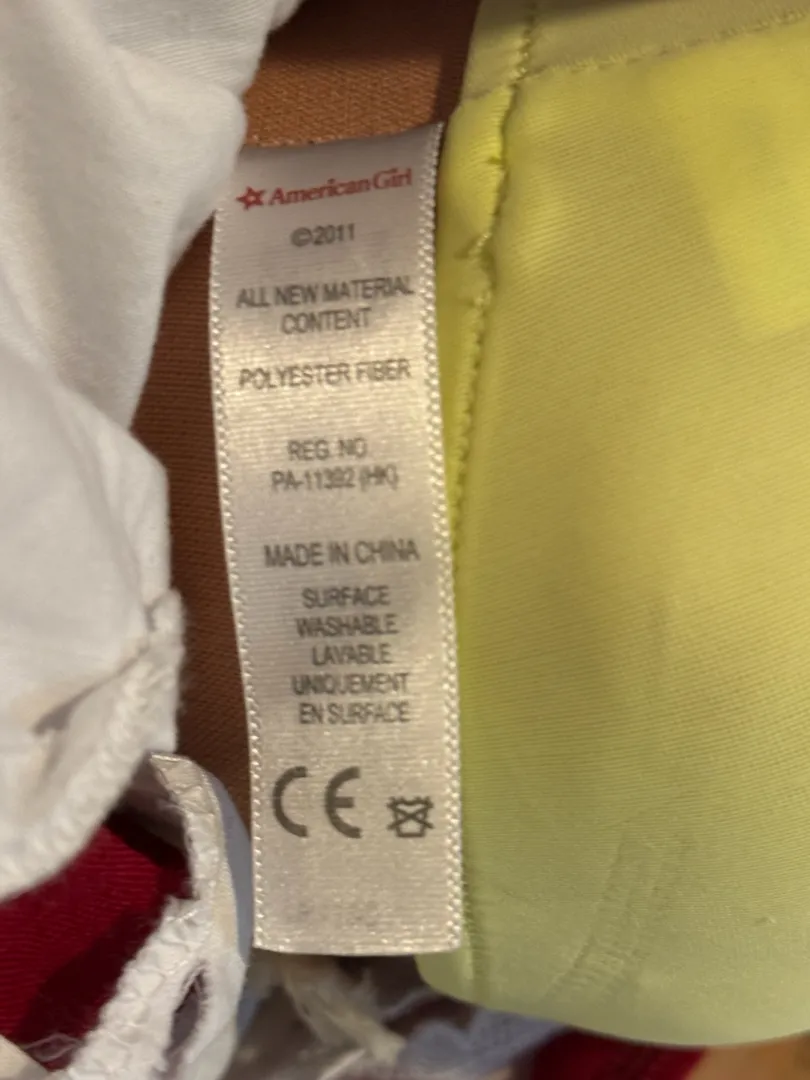 American Girl
©2011
ALL NEW MATERIAL
CONTENT
POLYESTER FIBER
REG. NO.
PA-11392 (HK)
MADE IN CHINA
SURFACE
WASHABLE
LAVABLE
UNIQUEMENT
EN SURFACE
CE